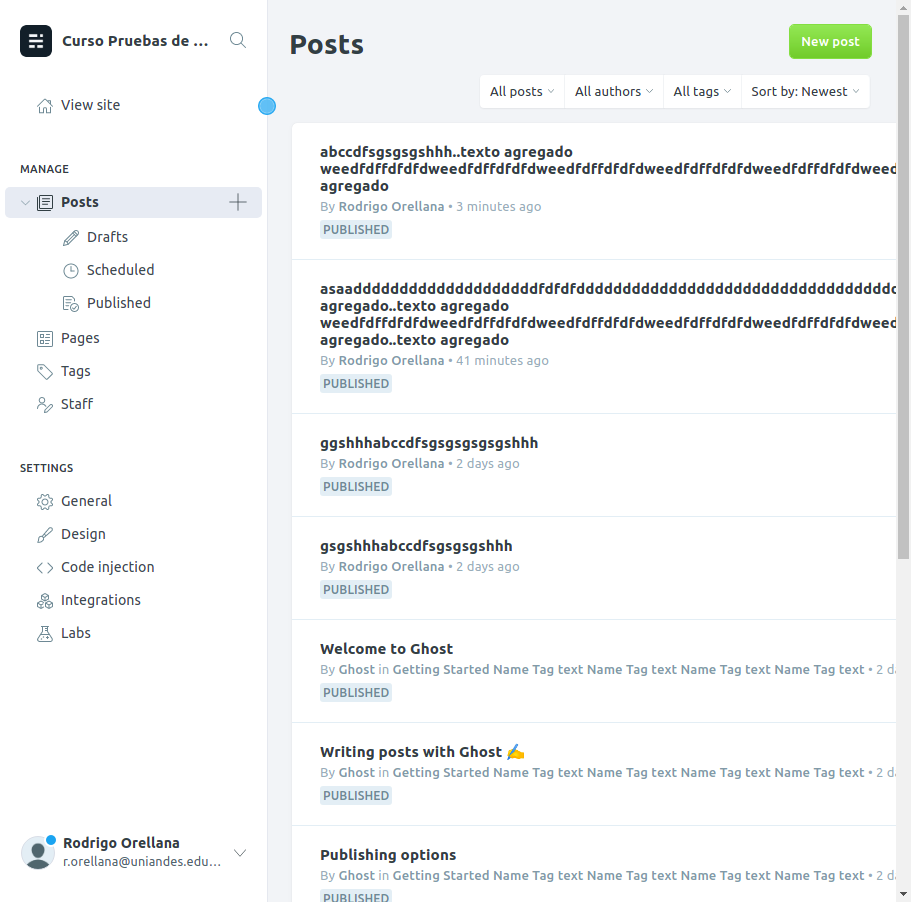 Curso Pruebas de ...
View site
MANAGE
Posts
Drafts
Scheduled
Published
Pages
Tags
Staff
SETTINGS
General
Design
Code injection
Integrations
Labs
Rodrigo Orellana
r.orellana@uniandes.edu...
Posts
New post
All posts
All authors
All tags
Sort by: Newest
abccdfsgsgsgshhh..texto agregado
weedfdffdfdfdweedfdffdfdfdweedfdffdfdfdweedfdffdfdfdweedfdffdfdfdweed
agregado
By Rodrigo Orellana • 3 minutes ago
PUBLISHED
agregado..texto agregado
weedfdffdfdfdweedfdffdfdfdweedfdffdfdfdweedfdffdfdfdweedfdffdfdfdweed
agregado..texto agregado
By Rodrigo Orellana • 41 minutes ago
PUBLISHED
ggshhhabccdfsgsgsgsgsgshhh
By Rodrigo Orellana • 2 days ago
PUBLISHED
gsgshhhabccdfsgsgsgshhh
By Rodrigo Orellana • 2 days ago
PUBLISHED
Welcome to Ghost
By Ghost in Getting Started Name Tag text Name Tag text Name Tag text Name Tag text • 2 da
PUBLISHED
Writing posts with Ghost ✍️
By Ghost in Getting Started Name Tag text Name Tag text Name Tag text Name Tag text • 2 da
PUBLISHED
Publishing options
By Ghost in Getting Started Name Tag text Name Tag text Name Tag text Name Tag text • 2 da
PUBLISHED